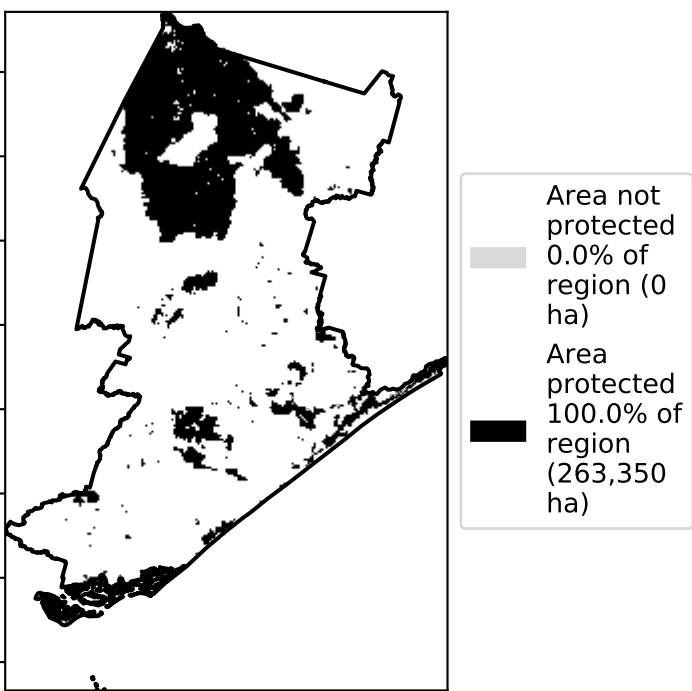 Area not
protected
0.0% of
region (0
ha)
Area
protected
100.0% of
region
(263,350
ha)